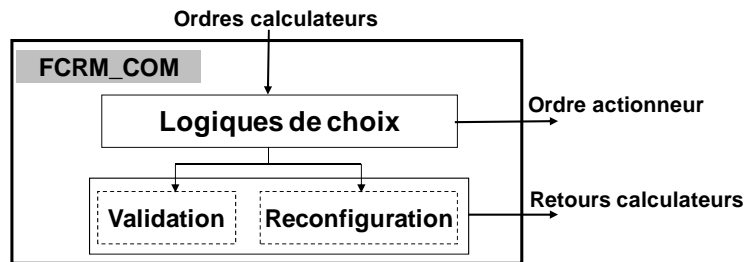 Ordres calculateurs
FCRM_COM
Logiques de choix
Ordre actionneur
Validation
Reconfiguration
Retours calculateurs